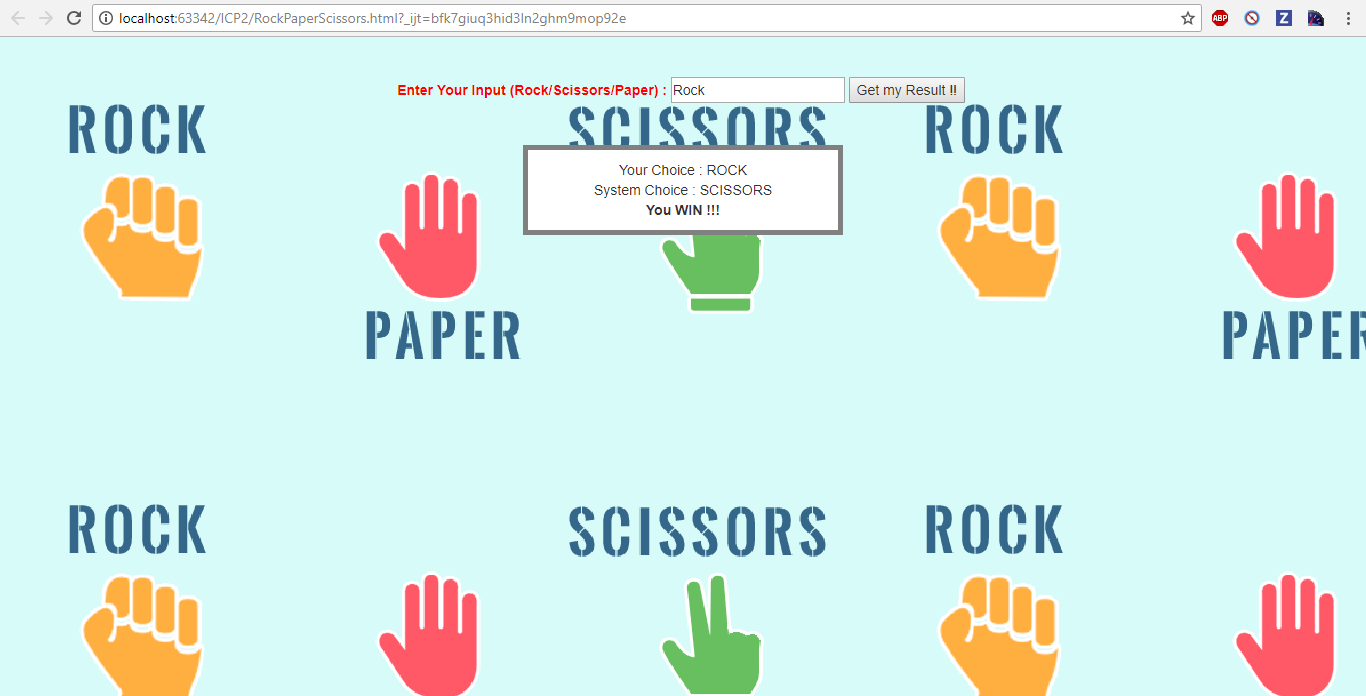 localhost:63342/ICP2/RockPaperScissors.html?_ijt=bfk7giuq3hid3ln2ghm9mop92e
ABP
Z
Enter Your Input (Rock/Scissors/Paper) : Rock Get my Result !!
ROCK
SCISSORS
ROCK
Your Choice : ROCK
System Choice : SCISSORS
You WIN !!!
PAPER
PAPER
ROCK
SCISSORS
ROCK